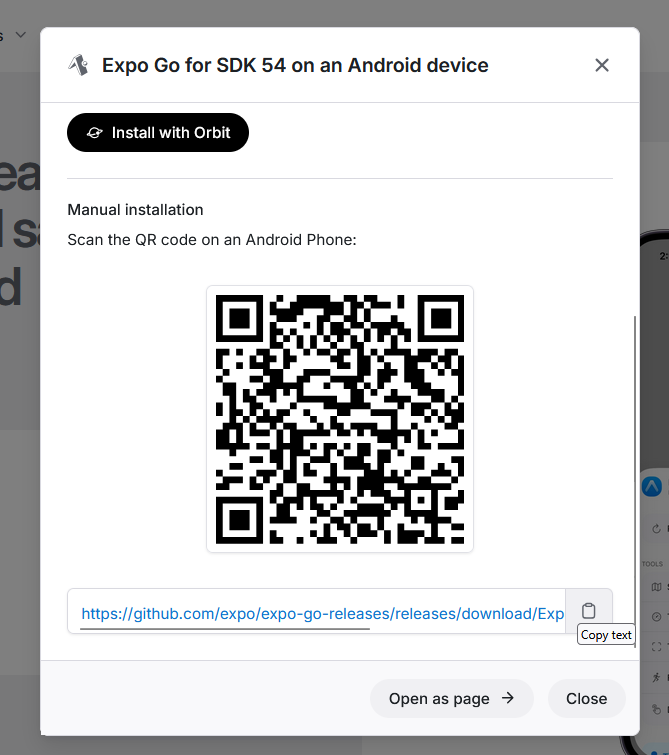 Expo Go for SDK 54 on an Android device
Install with Orbit
Manual installation
Scan the QR code on an Android Phone:
https://github.com/expo/expo-go-releases/releases/download/Exp
Copy text
Open as page
Close
TOOLS